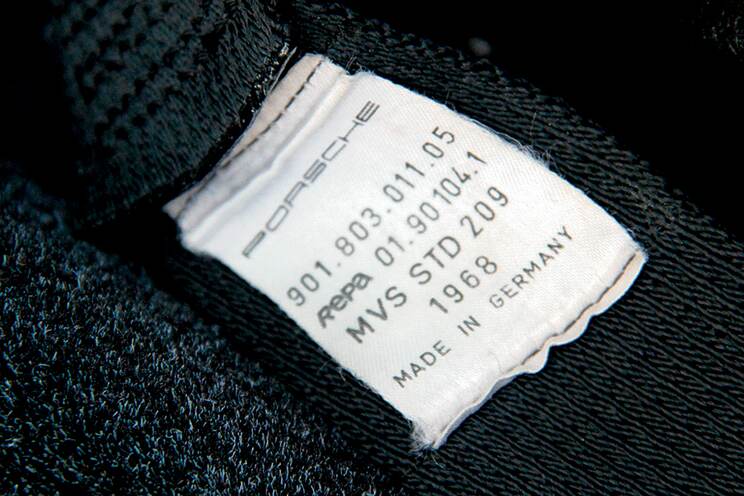 PORSCHE
901.803.011.05
Repa 01.90104.1
MVS STD 209
1968
MADE IN GERMANY